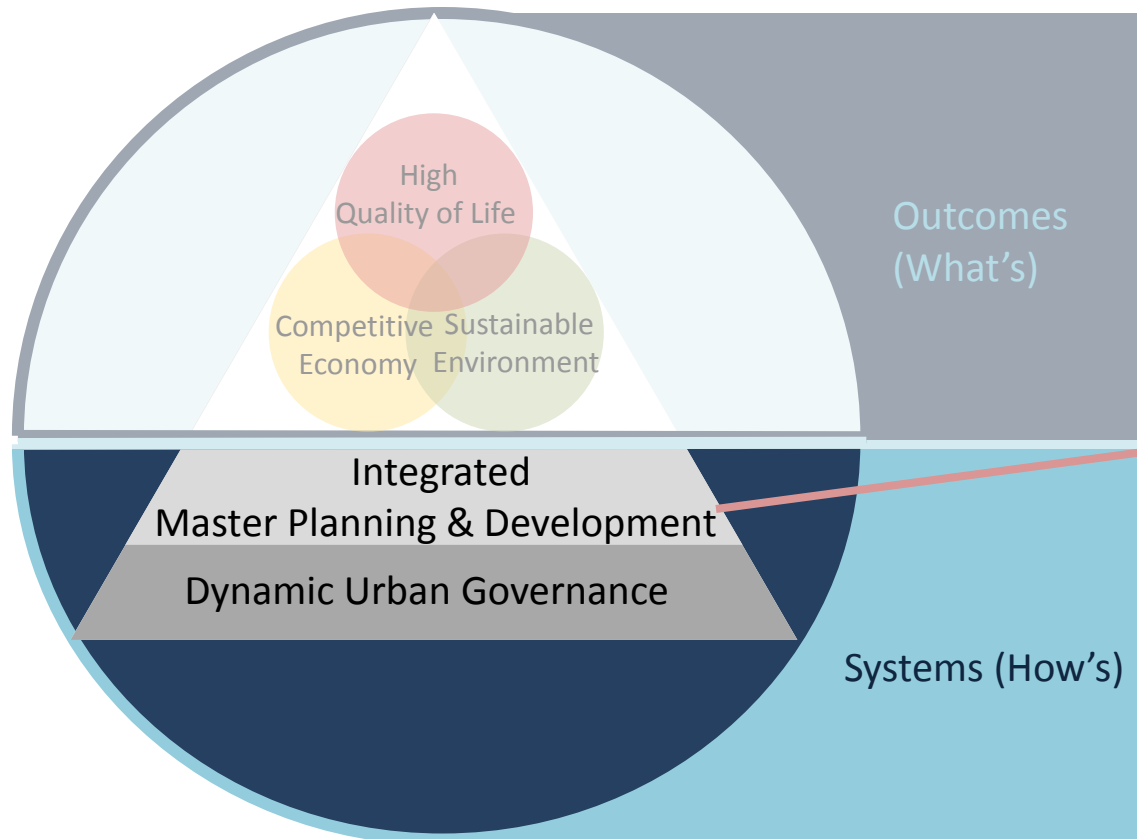 High
Quality of Life
Competitive
Economy
Sustainable
Environment
Outcomes
(What's)
Integrated
Master Planning & Development
Dynamic Urban Governance
Systems (How's)